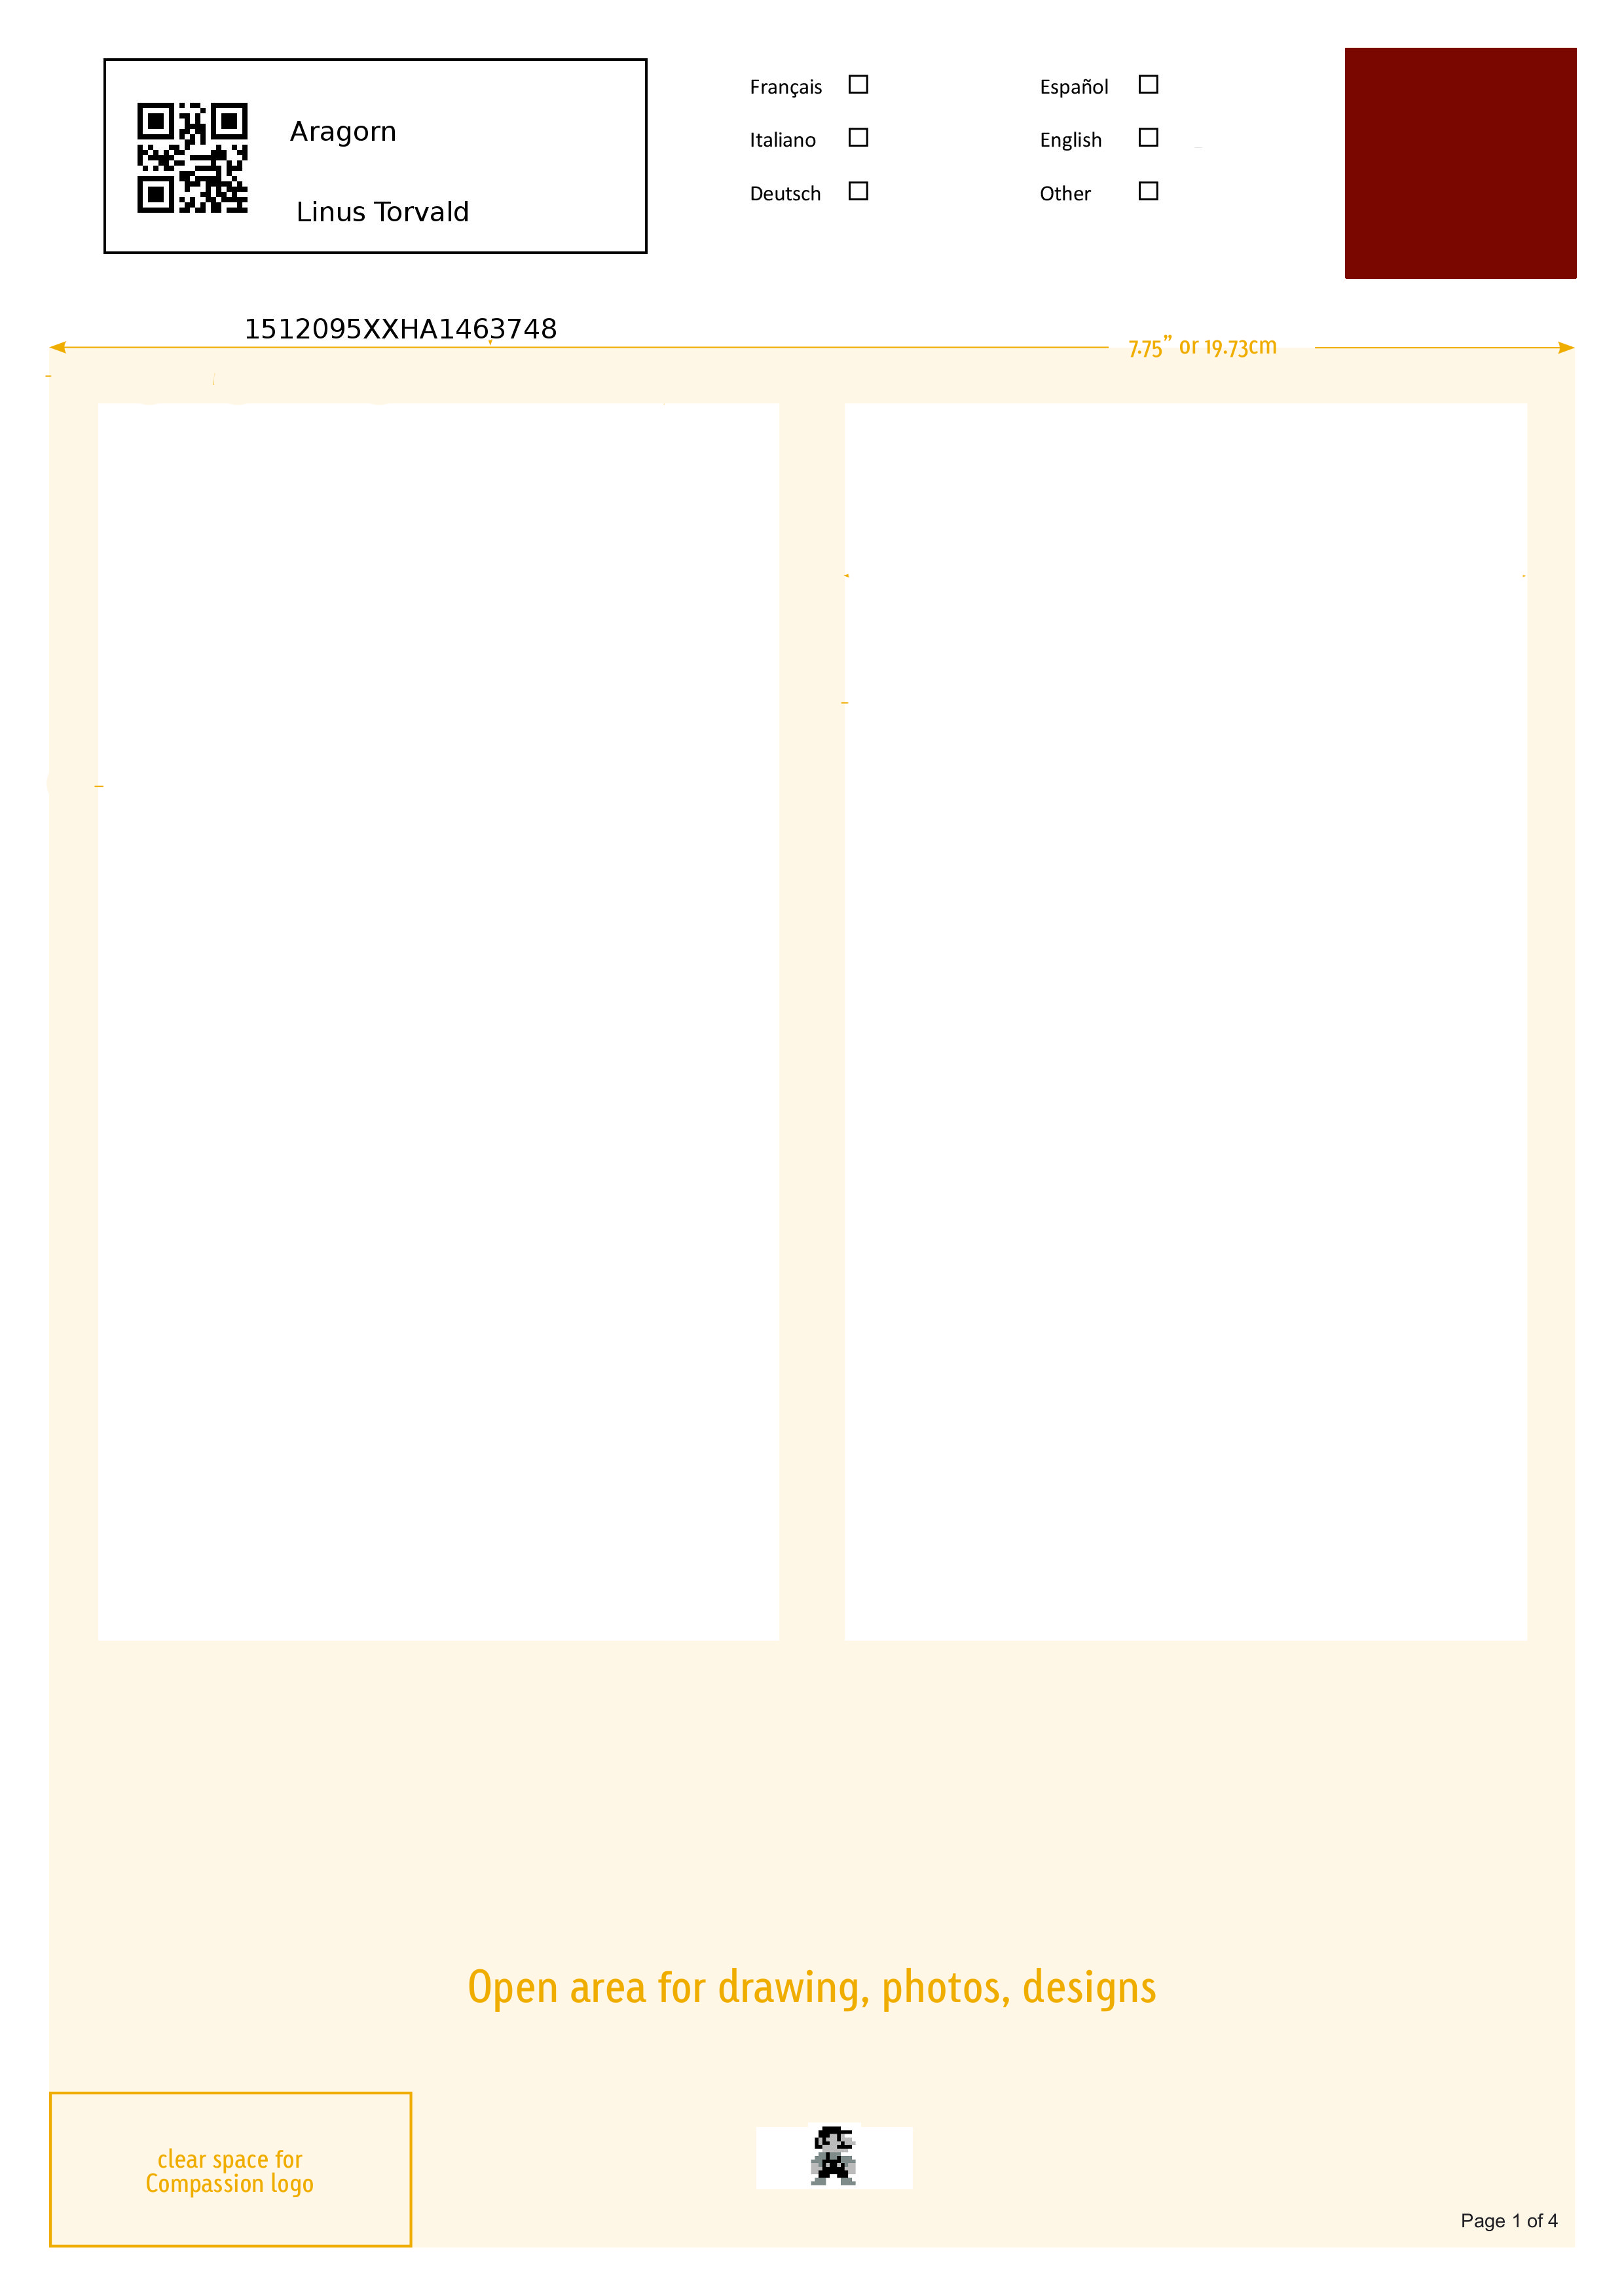 Aragorn
Linus Torvald
Français
Italiano
Deutsch
Español
English
Other
1512095XXHA1463748
7.75” or 19.73cm
Open area for drawing, photos, designs
clear space for
Compassion logo
Page 1 of 4